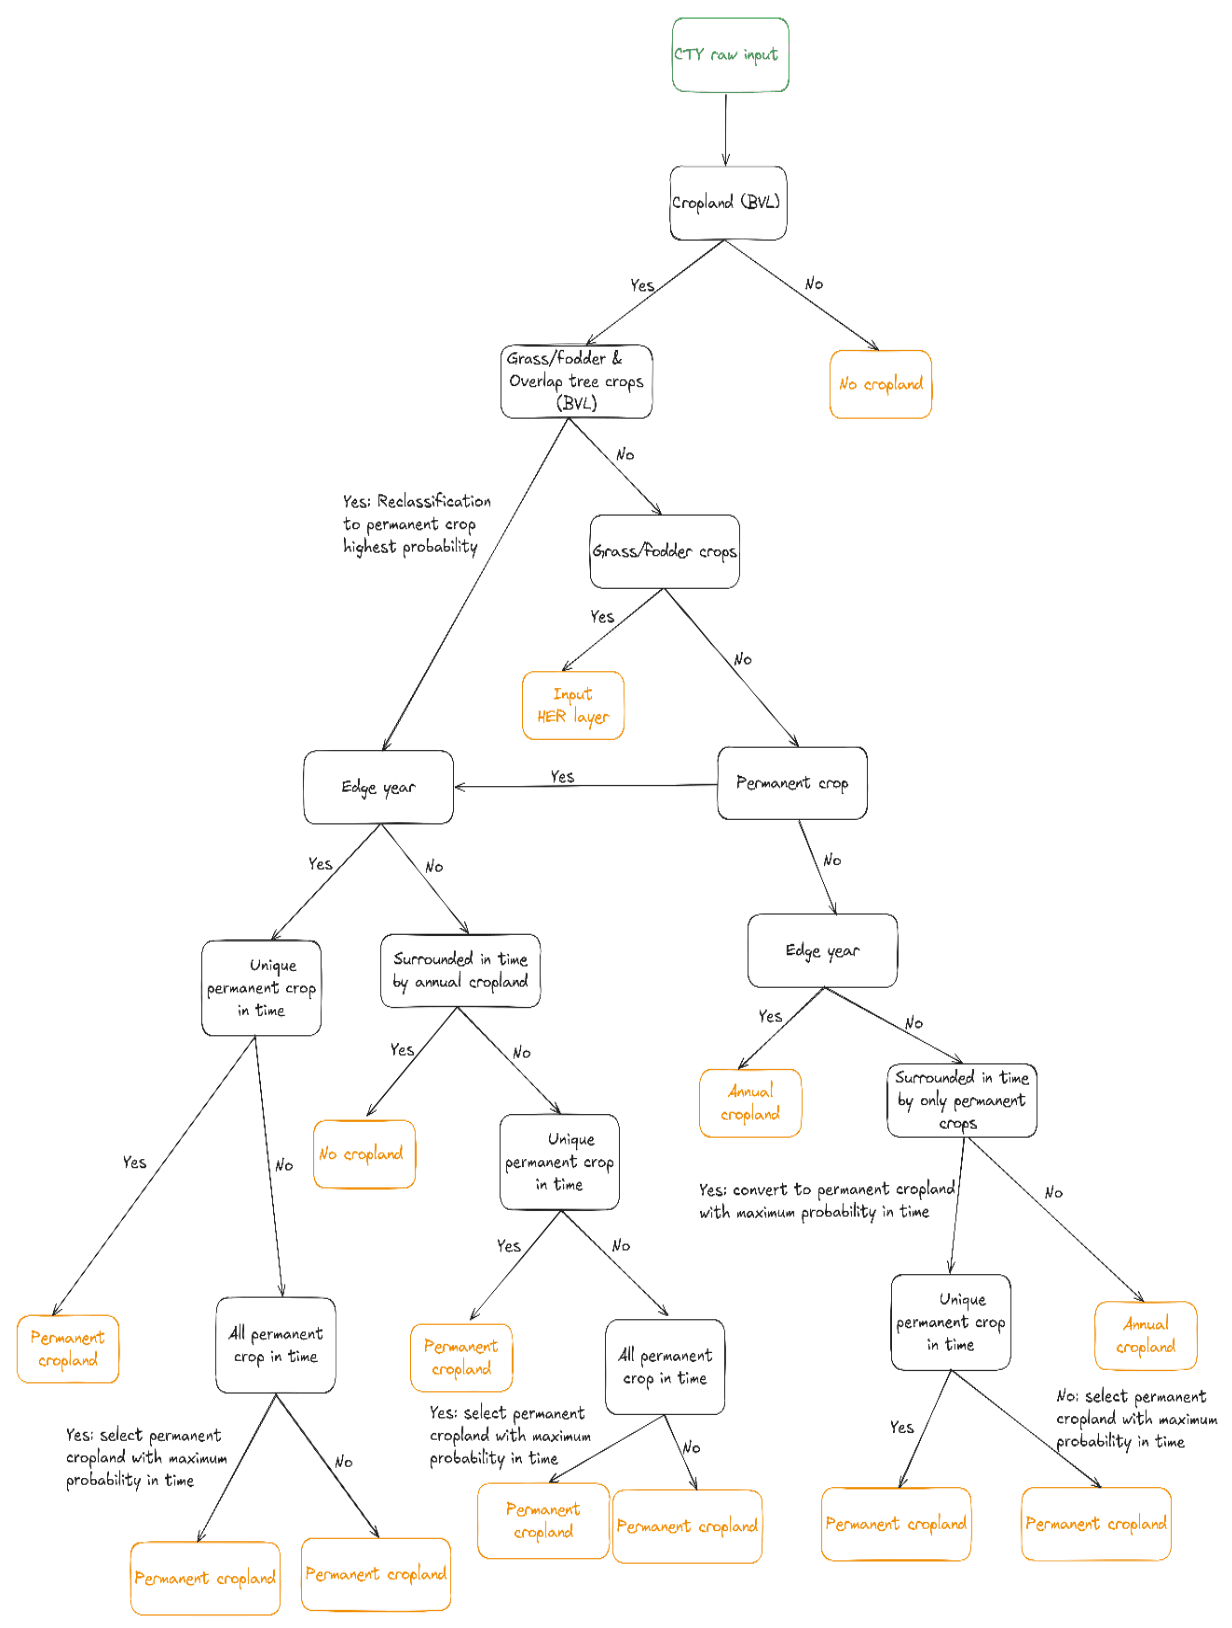 CTY raw input
Cropland (BVL)
Yes
No
Grass/fodder &
Overlap tree crops
(BVL)
No cropland
No
Yes: Reclassification
to permanent crop
highest probability
Grass/fodder crops
Yes
No
Input
HER layer
Edge year
Yes
Permanent crop
Yes
No
No
Unique
permanent crop
in time
Surrounded in time
by annual cropland
Edge year
Yes
No
Yes
No
Annual
cropland
Surrounded in time
by only permanent
crops
No cropland
Unique
permanent crop
in time
Yes
No
Yes: convert to permanent cropland
with maximum probability in time
No
Yes
No
Unique
permanent crop
in time
Permanent
cropland
All permanent
crop in time
Permanent
cropland
All permanent
crop in time
Annual
cropland
Yes: select permanent
cropland with maximum
probability in time
No
Yes: select permanent
cropland with maximum
probability in time
No
Yes
No: select permanent
cropland with maximum
probability in time
Permanent cropland
Permanent cropland
Permanent
cropland
Permanent cropland
Permanent cropland
Permanent cropland